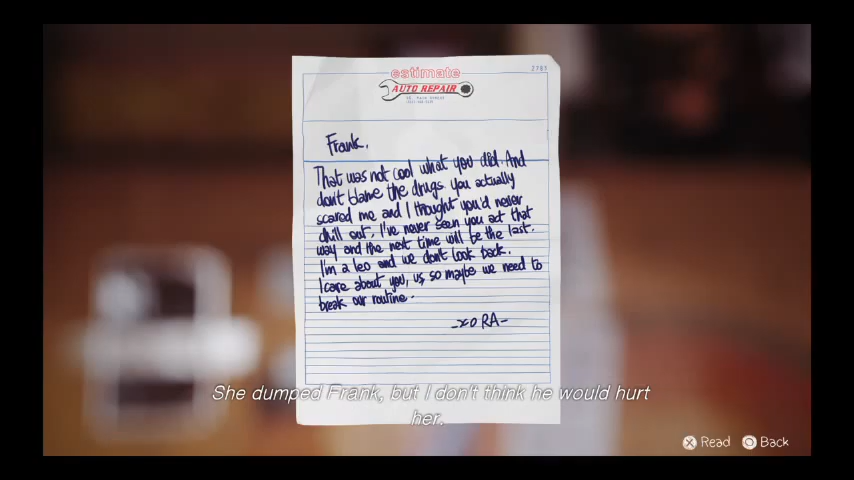 2781
estimate
AUTO REPAIR
Frank,
That was not cool what you did. And
don't blame the drugs. you actually
scared me and I thought you'd never
chill out. I've never seen you act that
way and the next time will be the last.
I'm a leo and we don't look back.
I care about you, us, so maybe we need to
break our routine.
-xo RA-
She dumped Frank, but I don't think he would hurt
her.
Read
Back